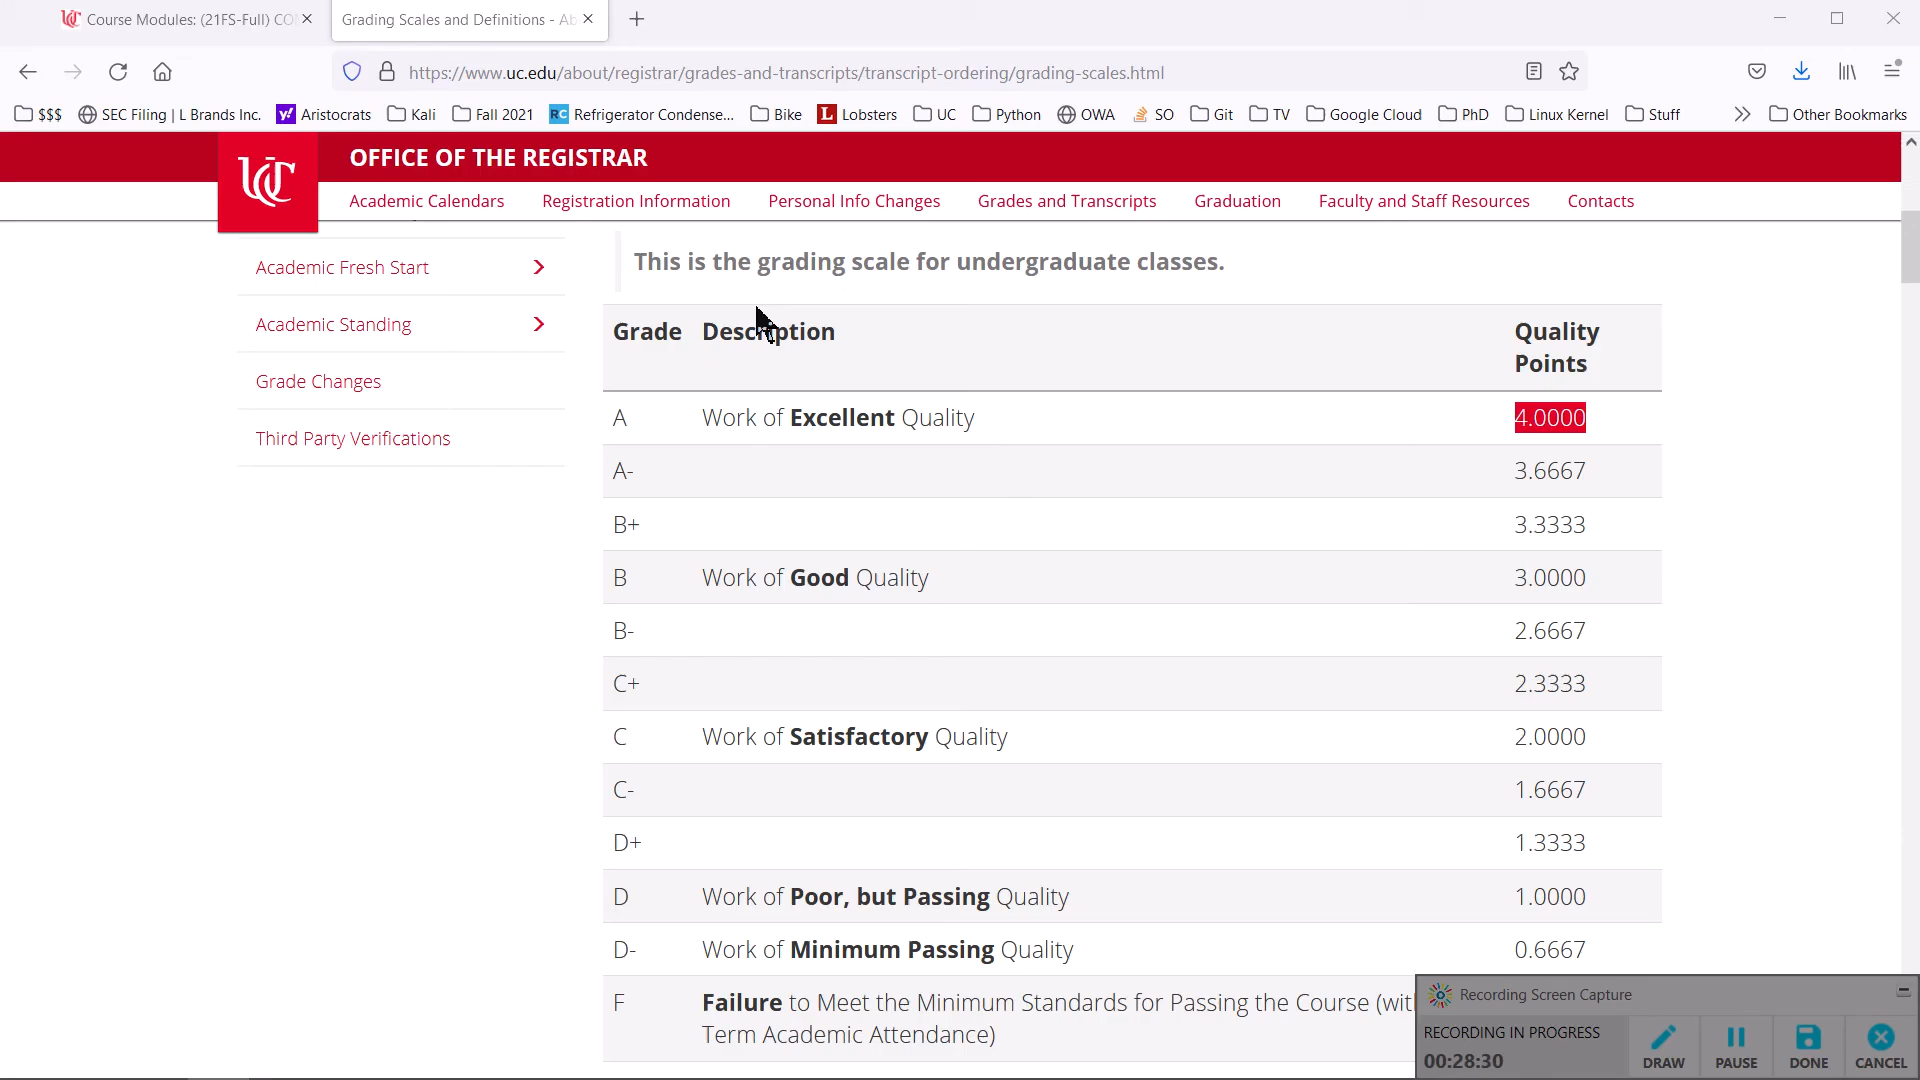 Course Modules: (21FS-Full) CO
Grading Scales and Definitions - Ab
https://www.uc.edu/about/registrar/grades-and-transcripts/transcript-ordering/grading-scales.html
$$$ SEC Filing | L Brands Inc. Aristocrats Kali Fall 2021 RC Refrigerator Condense... Bike L Lobsters UC Python OWA SO Git TV Google Cloud PhD Linux Kernel Stuff Other Bookmarks
UC OFFICE OF THE REGISTRAR
Academic Calendars Registration Information Personal Info Changes Grades and Transcripts Graduation Faculty and Staff Resources Contacts
Academic Fresh Start
Academic Standing
Grade Changes
Third Party Verifications
This is the grading scale for undergraduate classes.
Grade Description Quality Points
A Work of Excellent Quality 4.0000
A- 3.6667
B+ 3.3333
B Work of Good Quality 3.0000
B- 2.6667
C+ 2.3333
C Work of Satisfactory Quality 2.0000
C- 1.6667
D+ 1.3333
D Work of Poor, but Passing Quality 1.0000
D- Work of Minimum Passing Quality 0.6667
F Failure to Meet the Minimum Standards for Passing the Course (wit
Term Academic Attendance)
Recording Screen Capture
RECORDING IN PROGRESS
00:28:30
DRAW PAUSE DONE CANCEL